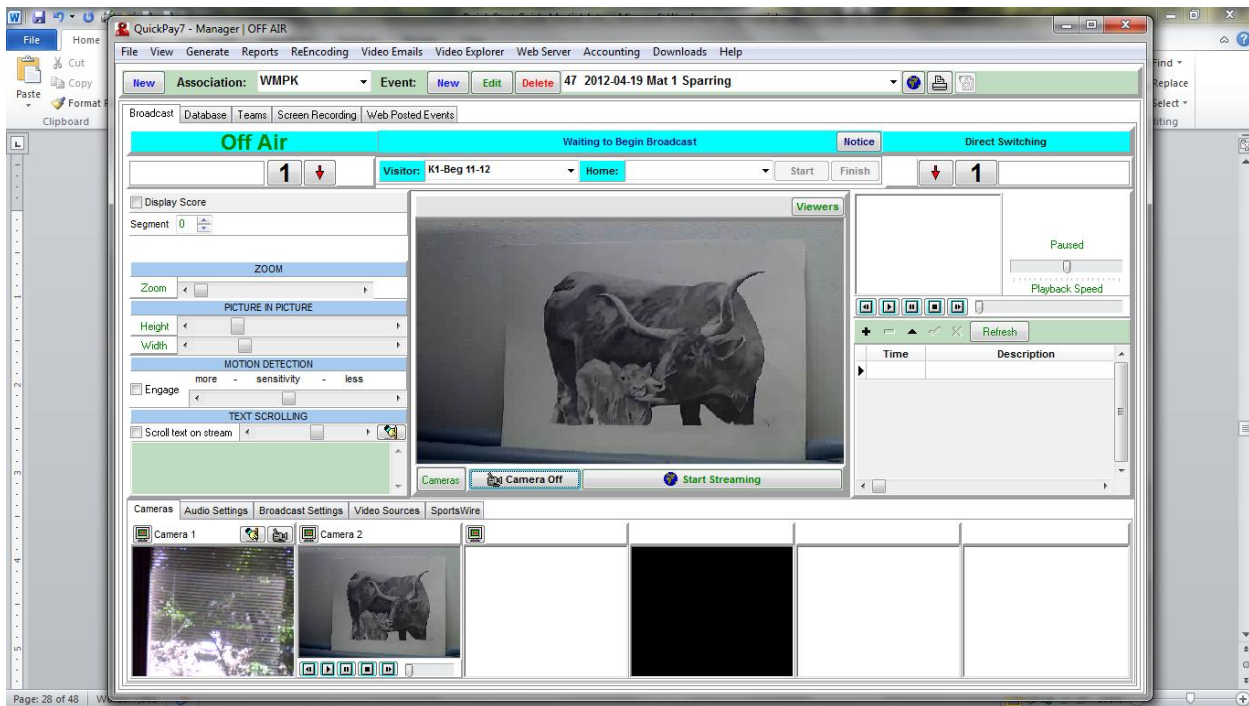 QuickPay7 - Manager | OFF AIR
File Home
File View Generate Reports ReEncoding Video Emails Video Explorer Web Server Accounting Downloads Help
Cut
Copy
Paste
Format
Clipboard
Find
Replace
Select
New Association: WMPK Event: New Edit Delete 47 2012-04-19 Mat 1 Sparring
Broadcast Database Teams Screen Recording Web Posted Events
Off Air Waiting to Begin Broadcast Notice Direct Switching
1 Visitor: K1-Beg 11-12 Home: Start Finish 1
Display Score
Viewers
Segment 0
Paused
ZOOM
Zoom
Playback Speed
PICTURE IN PICTURE
Height
Refresh
Width
Time Description
MOTION DETECTION
more - sensitivity - less
Engage
TEXT SCROLLING
Scroll text on stream
Cameras Camera Off Start Streaming
Cameras Audio Settings Broadcast Settings Video Sources SportsWire
Camera 1 Camera 2
Page: 28 of 48